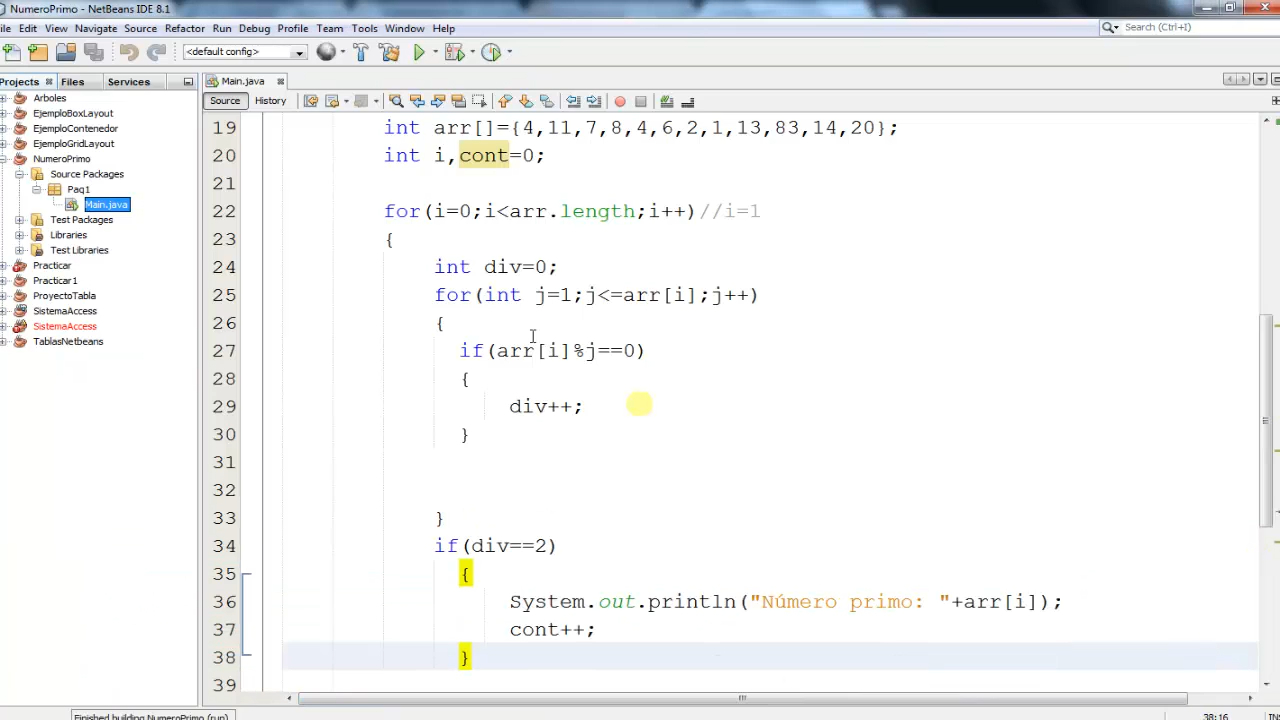 NumeroPrimo - NetBeans IDE 8.1
ile Edit View Navigate Source Refactor Run Debug Profile Team Tools Window Help
Search (Ctrl+I)
<default config>
Projects Files Services
Main.java
Source History
Arboles
EjemploBoxLayout
EjemploContenedor
EjemploGridLayout
NumeroPrimo
Source Packages
Paq1
Main.java
Test Packages
Libraries
Test Libraries
Practicar
Practicar1
ProyectoTabla
SistemaAccess
SistemaAccess
TablasNetbeans
19 int arr[]={4,11,7,8,4,6,2,1,13,83,14,20};
20 int i,cont=0;
21
22 for(i=0;i<arr.length;i++)//i=1
23 {
24 int div=0;
25 for(int j=1;j<=arr[i];j++)
26 {
27 if(arr[i]%j==0)
28 {
29 div++;
30 }
31
32
33 }
34 if(div==2)
35 {
36 System.out.println("Número primo: "+arr[i]);
37 cont++;
38 }
39
Finished building NumeroPrimo (run)
38:16 INS